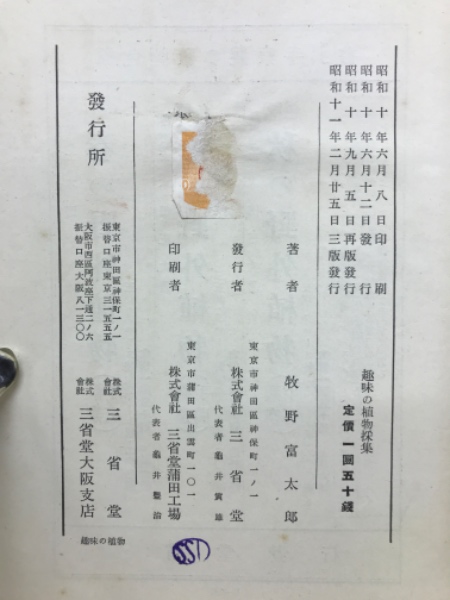 昭和十年六月八日印刷
昭和十年六月十二日發行
昭和十年九月五日再版發行
昭和十一年二月廿五日三版發行
趣味の植物採集
定價一圓五十錢
著者 牧野富太郎
東京市神田區神保町一ノ一
發行者 株式會社 三省堂
代表者 龜井寅雄
東京市蒲田區出雲町一〇一
印刷者 株式會社 三省堂蒲田工場
代表者 龜井豐治
發行所
東京市神田區神保町一ノ一
振替口座東京三一五五五
株式會社 三省堂
大阪市西區阿波座下通二ノ六
振替口座大阪八一三〇〇
株式會社 三省堂大阪支店
趣味の植物